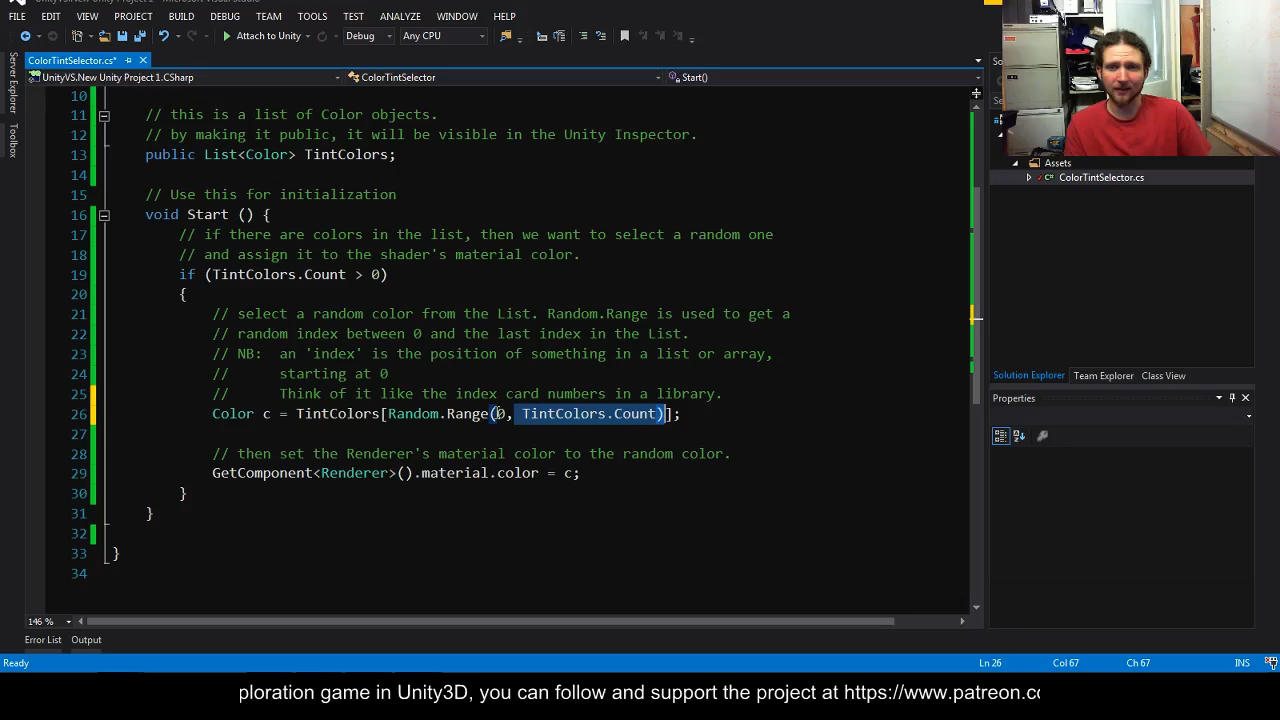 FILE EDIT VIEW PROJECT BUILD DEBUG TEAM TOOLS TEST ANALYZE WINDOW HELP
Attach to Unity Debug Any CPU
ColorTintSelector.cs*
UnityVS.New Unity Project 1.CSharp ColorTintSelector Start()
Server Explorer
Toolbox
10
11 // this is a list of Color objects.
12 // by making it public, it will be visible in the Unity Inspector.
13 public List<Color> TintColors;
14
15 // Use this for initialization
16 void Start () {
17 // if there are colors in the list, then we want to select a random one
18 // and assign it to the shader's material color.
19 if (TintColors.Count > 0)
20 {
21 // select a random color from the List. Random.Range is used to get a
22 // random index between 0 and the last index in the List.
23 // NB: an 'index' is the position of something in a list or array,
24 // starting at 0
25 // Think of it like the index card numbers in a library.
26 Color c = TintColors[Random.Range(0, TintColors.Count)];
27
28 // then set the Renderer's material color to the random color.
29 GetComponent<Renderer>().material.color = c;
30 }
31 }
32
33 }
34
146 %
Error List Output
Assets
C# ColorTintSelector.cs
Solution Explorer Team Explorer Class View
Properties
Ready Ln 26 Col 67 Ch 67 INS
ploration game in Unity3D, you can follow and support the project at https://www.patreon.co